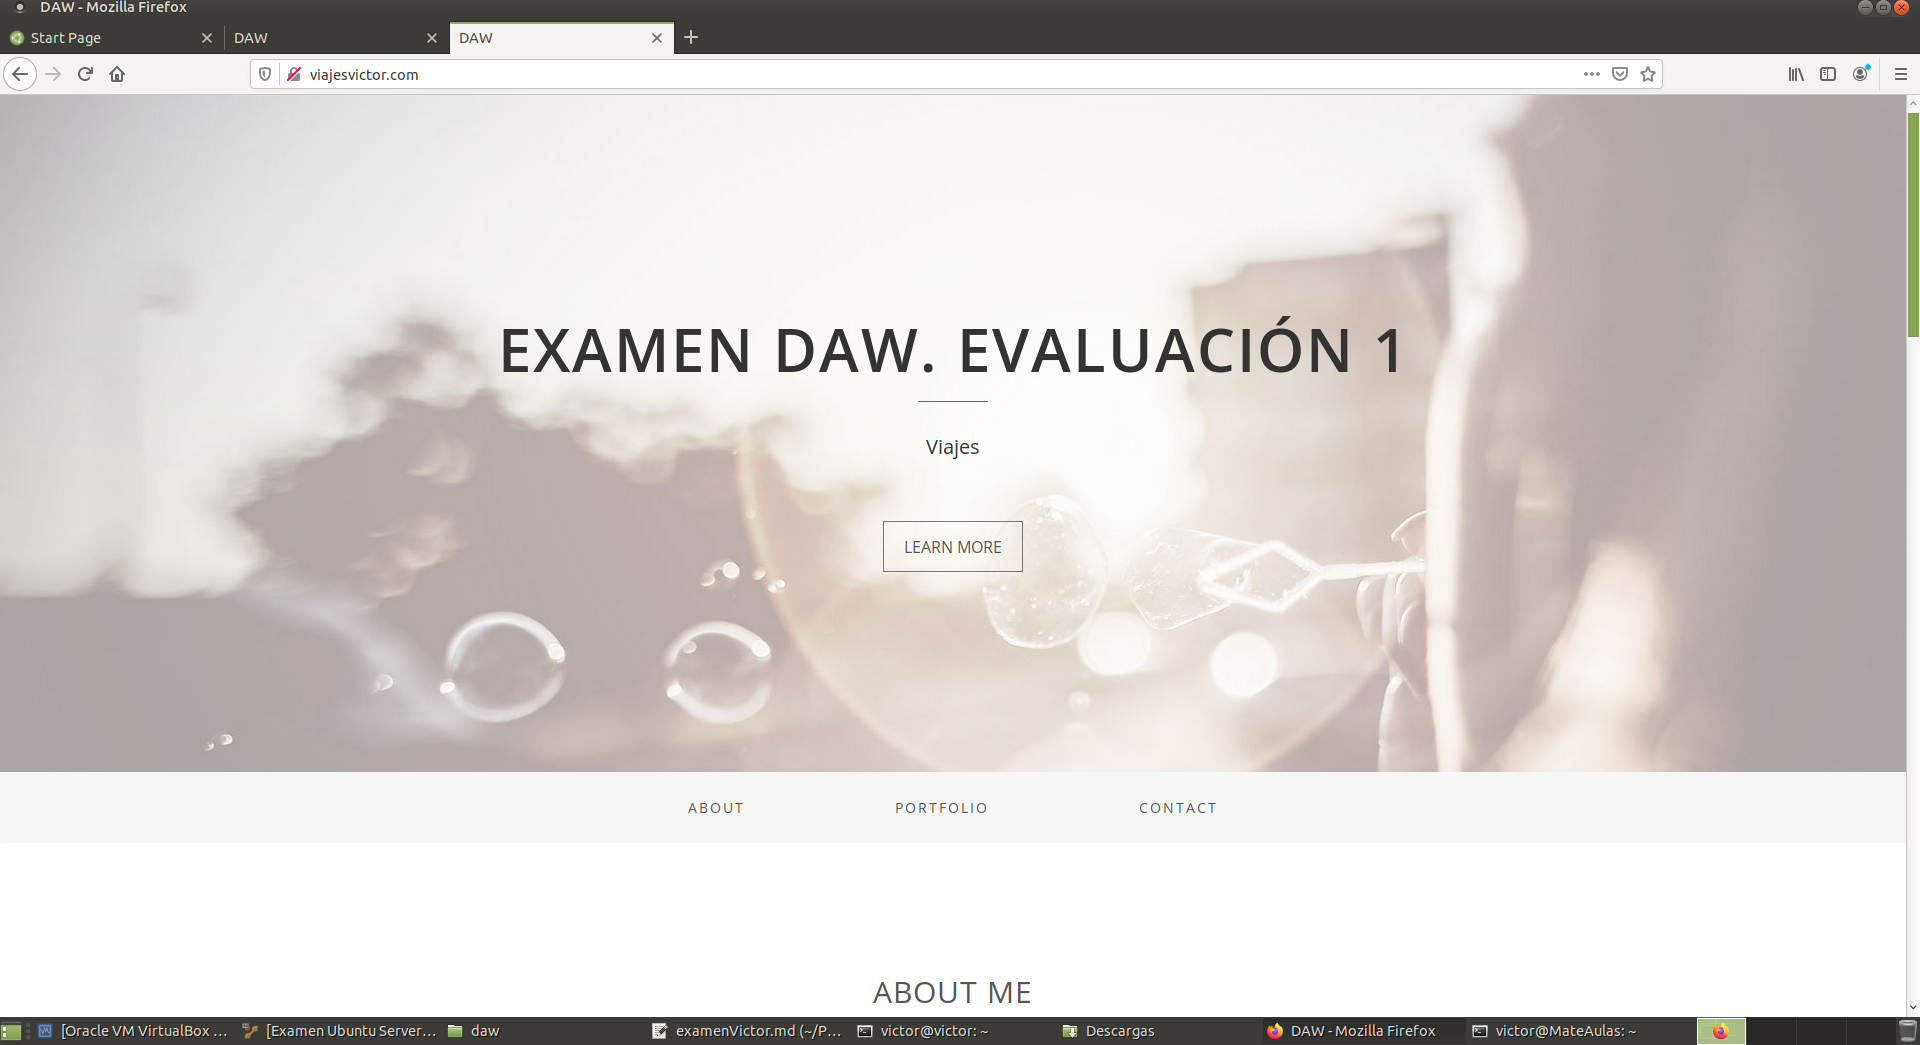 DAW - Mozilla Firefox
Start Page
DAW
DAW
viajesvictor.com
EXAMEN DAW. EVALUACIÓN 1
Viajes
LEARN MORE
ABOUT
PORTFOLIO
CONTACT
ABOUT ME
[Oracle VM VirtualBox ...
[Examen Ubuntu Server...
daw
examenVictor.md (~/P...
victor@victor: ~
Descargas
DAW - Mozilla Firefox
victor@MateAulas: ~